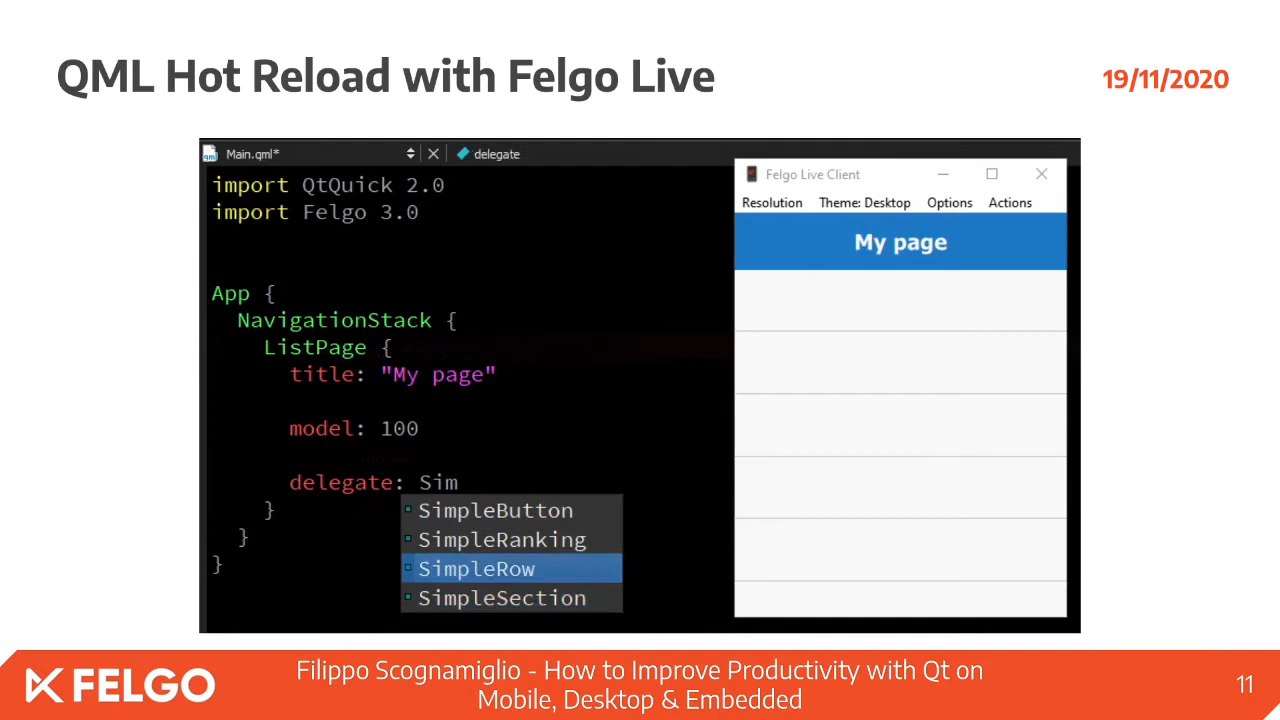 QML Hot Reload with Felgo Live
19/11/2020
Main.qml*
delegate
import QtQuick 2.0
import Felgo 3.0
App {
NavigationStack {
ListPage {
title: "My page"
model: 100
delegate: Sim
}
}
}
SimpleButton
SimpleRanking
SimpleRow
SimpleSection
Felgo Live Client
Resolution Theme: Desktop Options Actions
My page
FELGO
Filippo Scognamiglio - How to Improve Productivity with Qt on
Mobile, Desktop & Embedded
11